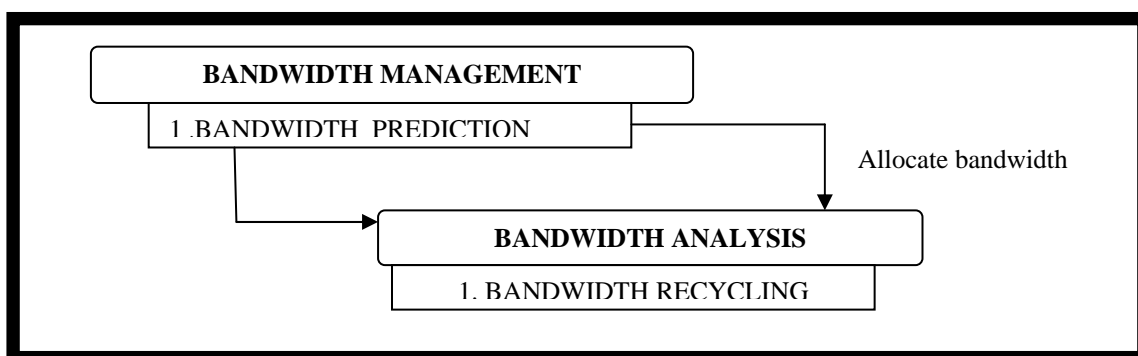 BANDWIDTH MANAGEMENT
1.BANDWIDTH PREDICTION
Allocate bandwidth
BANDWIDTH ANALYSIS
1. BANDWIDTH RECYCLING